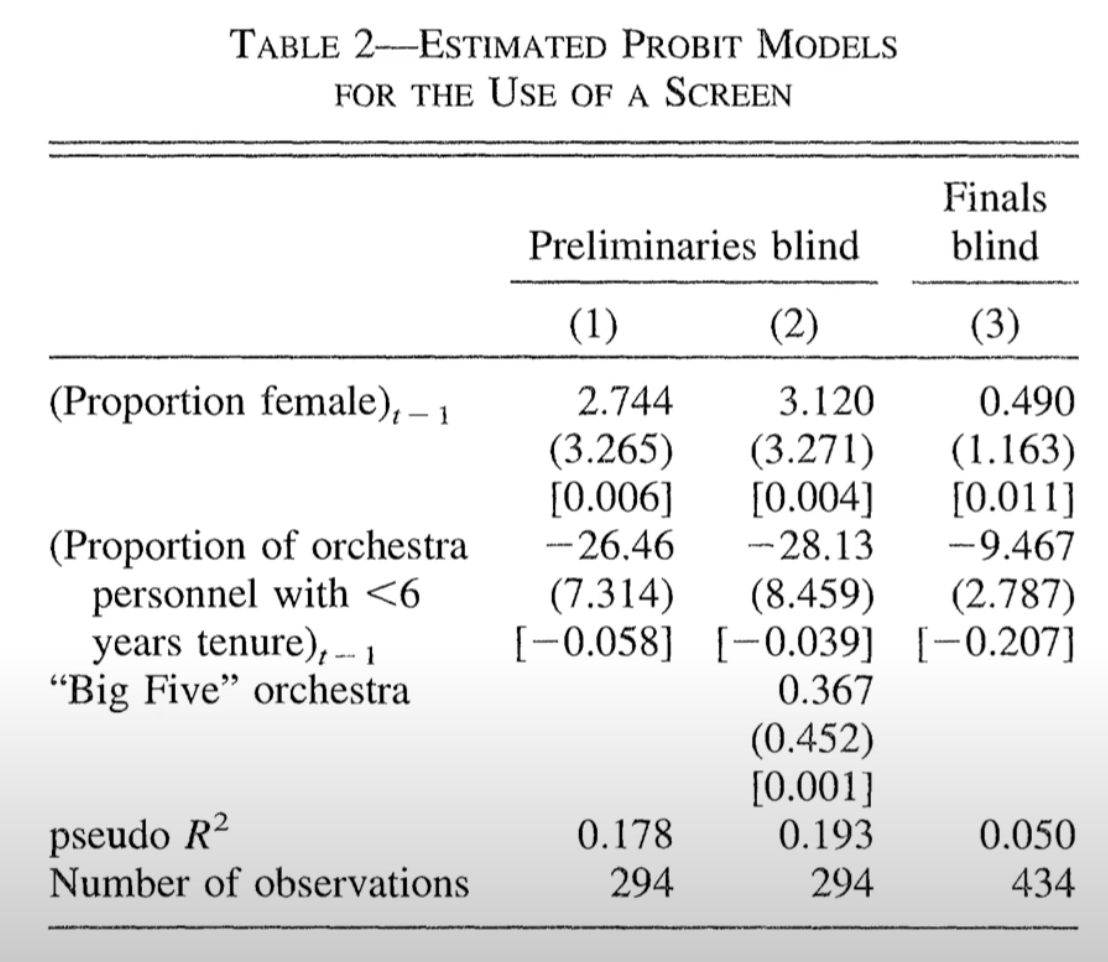 TABLE 2—ESTIMATED PROBIT MODELS
FOR THE USE OF A SCREEN
Finals
Preliminaries blind blind
(1) (2) (3)
(Proportion female)ₜ₋₁ 2.744 3.120 0.490
(3.265) (3.271) (1.163)
[0.006] [0.004] [0.011]
(Proportion of orchestra −26.46 −28.13 −9.467
personnel with <6 (7.314) (8.459) (2.787)
years tenure)ₜ₋₁ [−0.058] [−0.039] [−0.207]
“Big Five” orchestra 0.367
(0.452)
[0.001]
pseudo R² 0.178 0.193 0.050
Number of observations 294 294 434